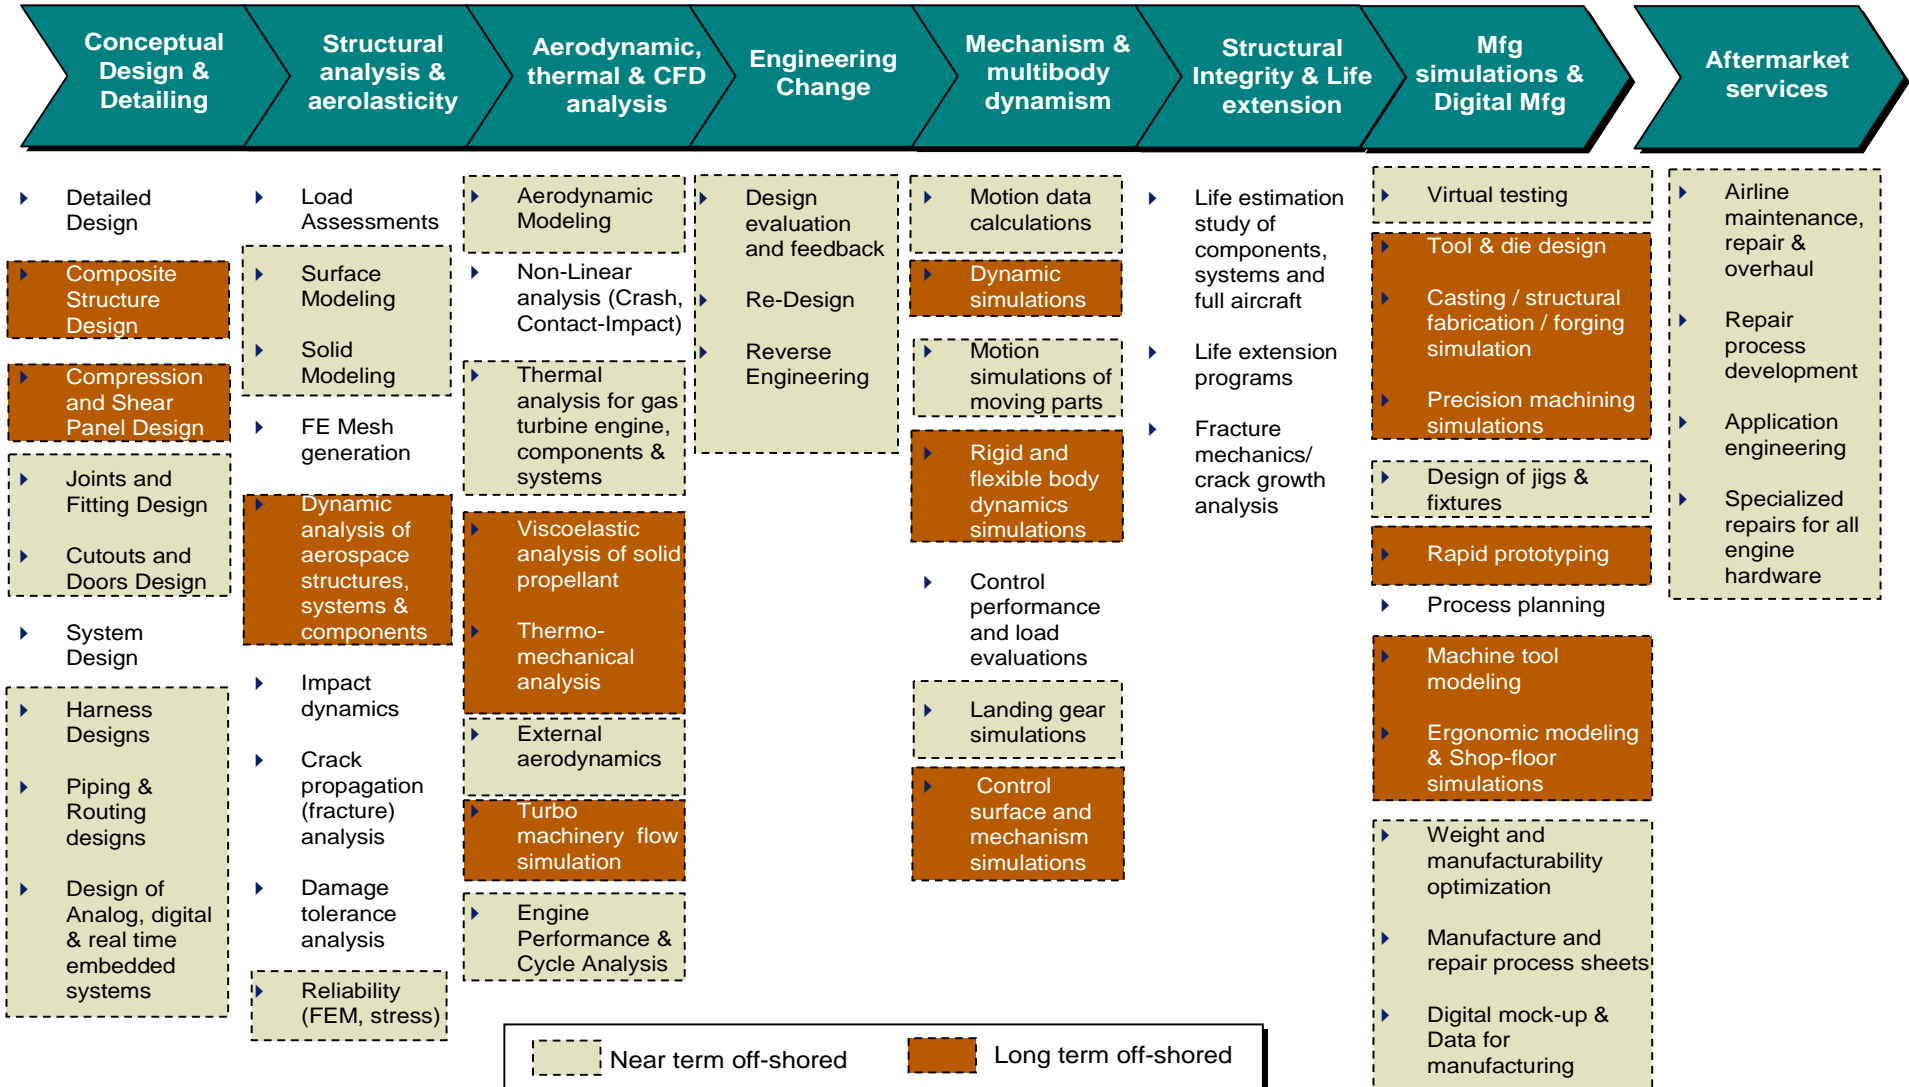 Conceptual
Design &
Detailing
Structural
analysis &
aerolasticity
Aerodynamic,
thermal & CFD
analysis
Engineering
Change
Mechanism &
multibody
dynamism
Structural
Integrity & Life
extension
Mfg
simulations &
Digital Mfg
Aftermarket
services
Detailed
Design
Composite
Structure
Design
Compression
and Shear
Panel Design
Joints and
Fitting Design
Cutouts and
Doors Design
System
Design
Harness
Designs
Piping &
Routing
designs
Design of
Analog, digital
& real time
embedded
systems
Load
Assessments
Surface
Modeling
Solid
Modeling
FE Mesh
generation
Dynamic
analysis of
aerospace
structures,
systems &
components
Impact
dynamics
Crack
propagation
(fracture)
analysis
Damage
tolerance
analysis
Reliability
(FEM, stress)
Aerodynamic
Modeling
Non-Linear
analysis (Crash,
Contact-Impact)
Thermal
analysis for gas
turbine engine,
components &
systems
Viscoelastic
analysis of solid
propellant
Thermo-
mechanical
analysis
External
aerodynamics
Turbo
machinery flow
simulation
Engine
Performance &
Cycle Analysis
Design
evaluation
and feedback
Re-Design
Reverse
Engineering
Motion data
calculations
Dynamic
simulations
Motion
simulations of
moving parts
Rigid and
flexible body
dynamics
simulations
Control
performance
and load
evaluations
Landing gear
simulations
Control
surface and
mechanism
simulations
Life estimation
study of
components,
systems and
full aircraft
Life extension
programs
Fracture
mechanics/
crack growth
analysis
Virtual testing
Tool & die design
Casting / structural
fabrication / forging
simulation
Precision machining
simulations
Design of jigs &
fixtures
Rapid prototyping
Process planning
Machine tool
modeling
Ergonomic modeling
& Shop-floor
simulations
Weight and
manufacturability
optimization
Manufacture and
repair process sheets
Digital mock-up &
Data for
manufacturing
Airline
maintenance,
repair &
overhaul
Repair
process
development
Application
engineering
Specialized
repairs for all
engine
hardware
Near term off-shored
Long term off-shored